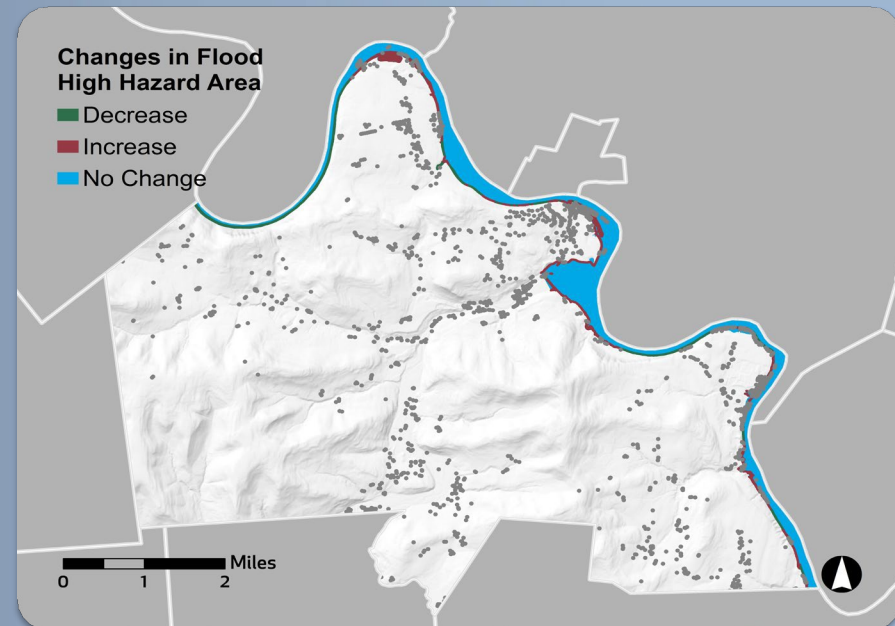 Changes in Flood
High Hazard Area
Decrease
Increase
No Change
Miles
0 1 2